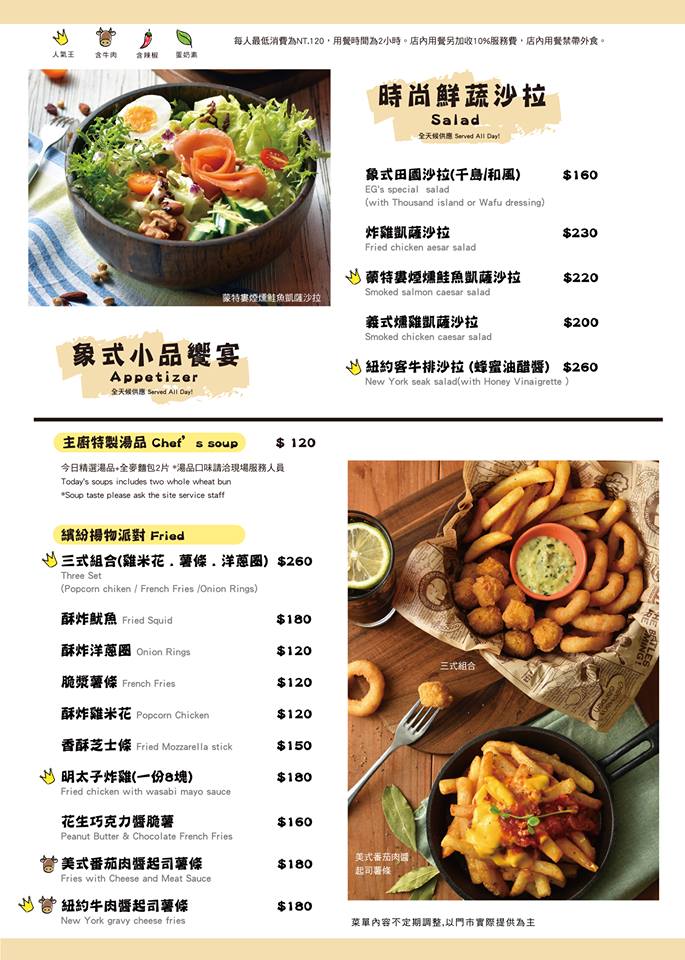 人氣王
含牛肉
含辣椒
蛋奶素
每人最低消費為NT.120，用餐時間為2小時。店內用餐另加收10%服務費，店內用餐禁帶外食。
蒙特婁煙燻鮭魚凱薩沙拉
時尚鮮蔬沙拉
Salad
全天候供應 Served All Day!
象式田園沙拉(千島/和風) $160
EG's special salad
(with Thousand island or Wafu dressing)
炸雞凱薩沙拉 $230
Fried chicken aesar salad
蒙特婁煙燻鮭魚凱薩沙拉 $220
Smoked salmon caesar salad
義式燻雞凱薩沙拉 $200
Smoked chicken caesar salad
紐約客牛排沙拉 (蜂蜜油醋醬) $260
New York seak salad(with Honey Vinaigrette )
象式小品饗宴
Appetizer
全天候供應 Served All Day!
主廚特製湯品 Chef' s soup $ 120
今日精選湯品+全麥麵包2片 *湯品口味請洽現場服務人員
Today's soups includes two whole wheat bun
*Soup taste please ask the site service staff
繽紛揚物派對 Fried
三式組合(雞米花．薯條．洋蔥圈) $260
Three Set
(Popcorn chiken / French Fries /Onion Rings)
酥炸魷魚 Fried Squid $180
酥炸洋蔥圈 Onion Rings $120
脆漿薯條 French Fries $120
酥炸雞米花 Popcorn Chicken $120
香酥芝士條 Fried Mozzarella stick $150
明太子炸雞(一份8塊) $180
Fried chicken with wasabi mayo sauce
花生巧克力醬脆薯 $160
Peanut Butter & Chocolate French Fries
美式番茄肉醬起司薯條 $180
Fries with Cheese and Meat Sauce
紐約牛肉醬起司薯條 $180
New York gravy cheese fries
三式組合
美式番茄肉醬
起司薯條
菜單內容不定期調整,以門市實際提供為主